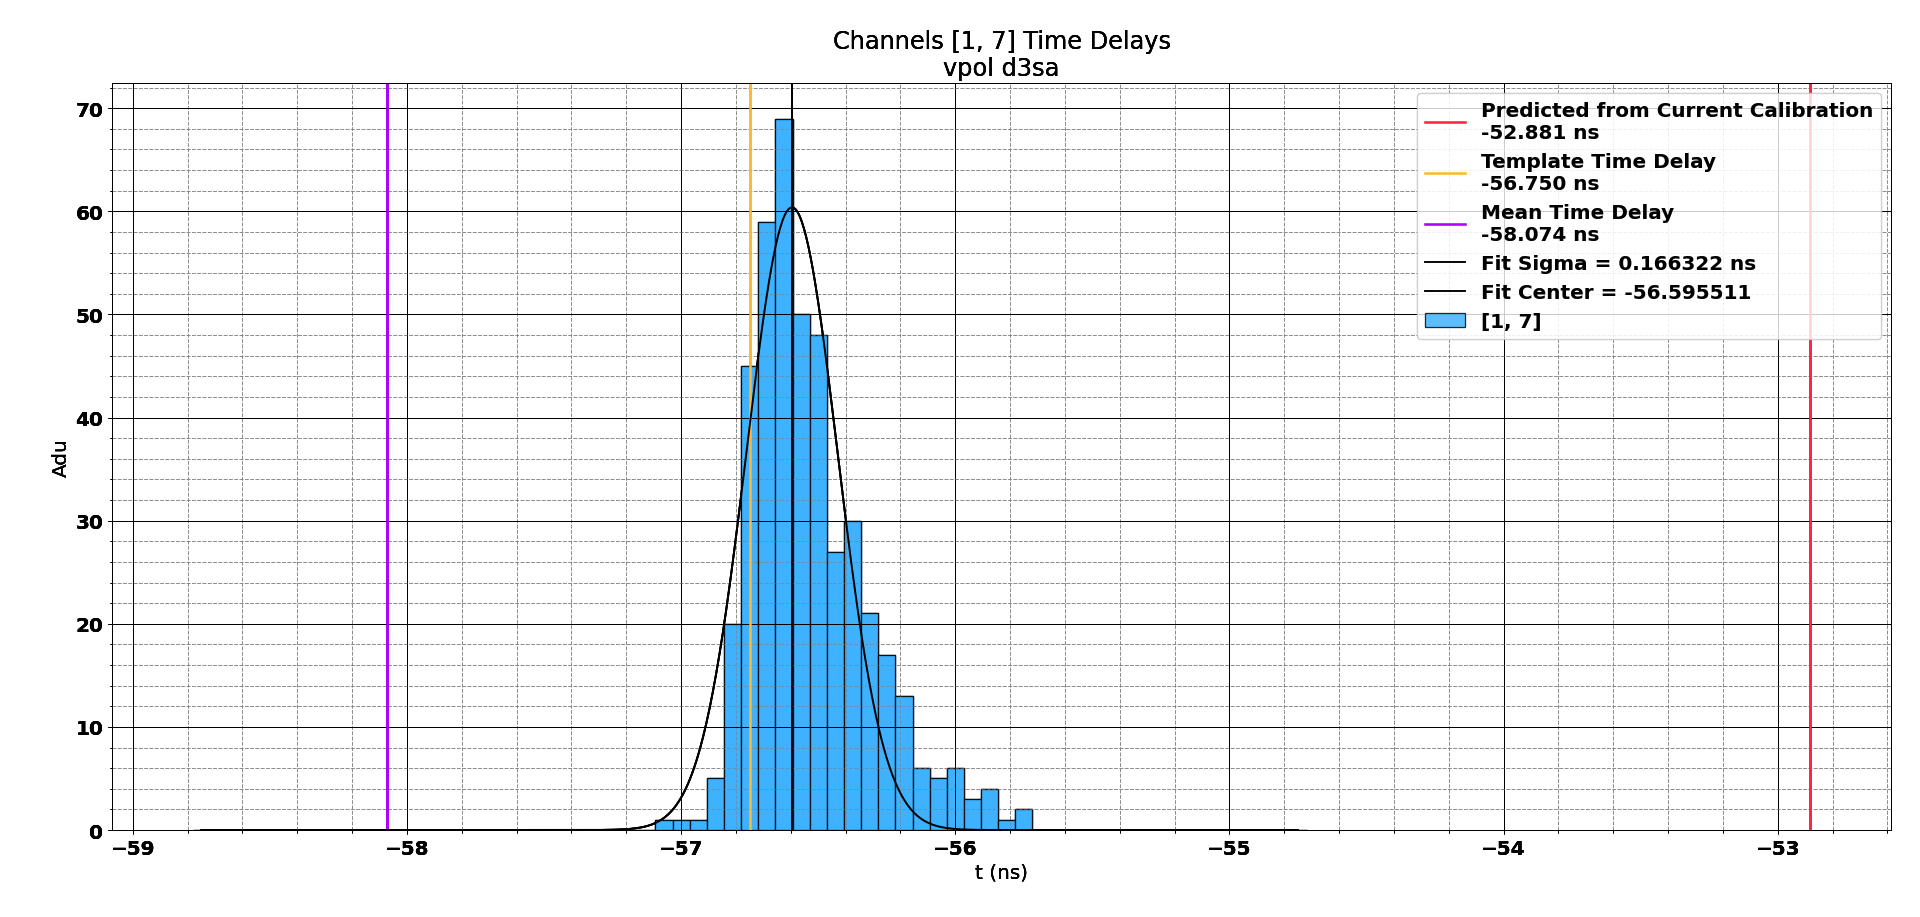 Channels [1, 7] Time Delays
vpol d3sa
Adu
70
60
50
40
30
20
10
0
−59 −58 −57 −56 −55 −54 −53
t (ns)
Predicted from Current Calibration
-52.881 ns
Template Time Delay
-56.750 ns
Mean Time Delay
-58.074 ns
Fit Sigma = 0.166322 ns
Fit Center = -56.595511
[1, 7]